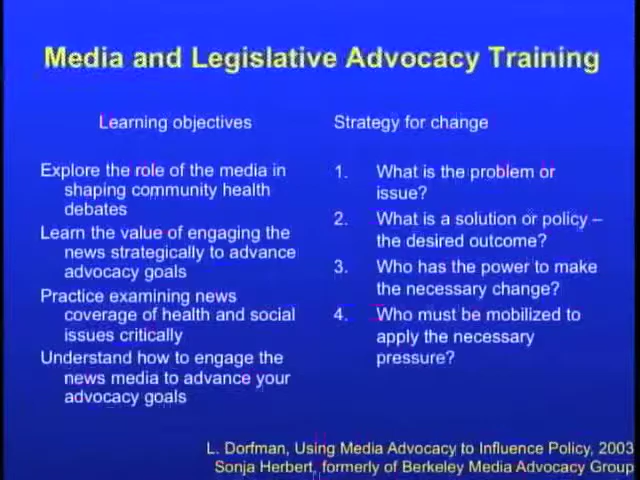 Media and Legislative Advocacy Training
Learning objectives
Explore the role of the media in
shaping community health
debates
Learn the value of engaging the
news strategically to advance
advocacy goals
Practice examining news
coverage of health and social
issues critically
Understand how to engage the
news media to advance your
advocacy goals
Strategy for change
1. What is the problem or
issue?
2. What is a solution or policy –
the desired outcome?
3. Who has the power to make
the necessary change?
4. Who must be mobilized to
apply the necessary
pressure?
L. Dorfman, Using Media Advocacy to Influence Policy, 2003
Sonja Herbert, formerly of Berkeley Media Advocacy Group